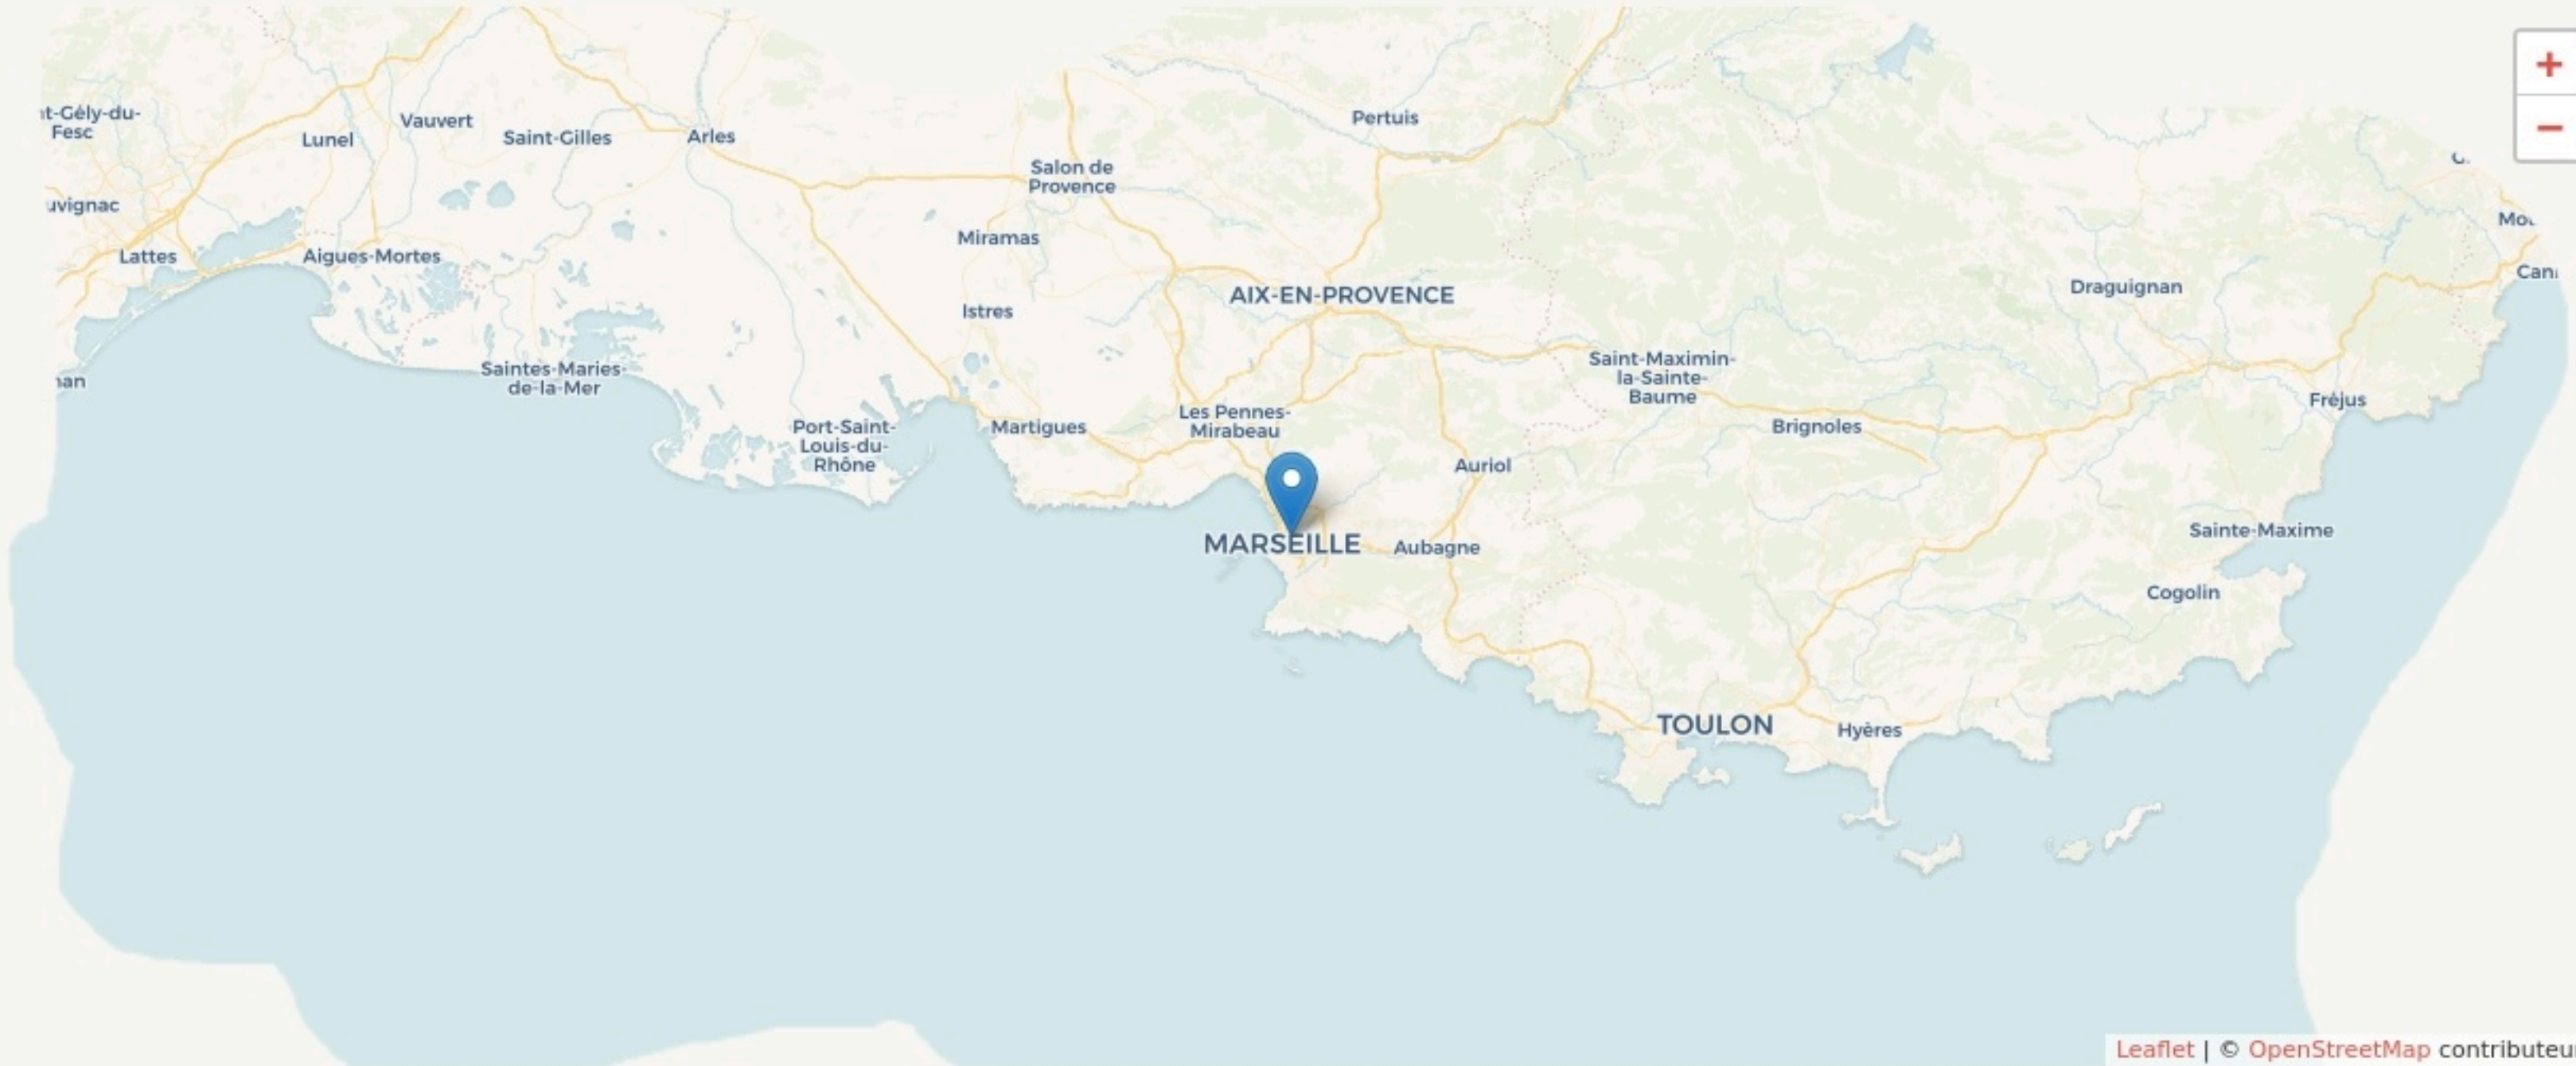 +
−
nt-Gély-du-
Fesc
Vauvert
Lunel
Saint-Gilles
Arles
Pertuis
Salon de
Provence
uvignac
Lattes
Aigues-Mortes
Miramas
Istres
AIX-EN-PROVENCE
Draguignan
Saintes-Maries-
de-la-Mer
Saint-Maximin-
la-Sainte-
Baume
Port-Saint-
Louis-du-
Rhône
Martigues
Les Pennes-
Mirabeau
Brignoles
Fréjus
Auriol
MARSEILLE
Aubagne
Sainte-Maxime
Cogolin
TOULON
Hyères
Leaflet | © OpenStreetMap contributeu